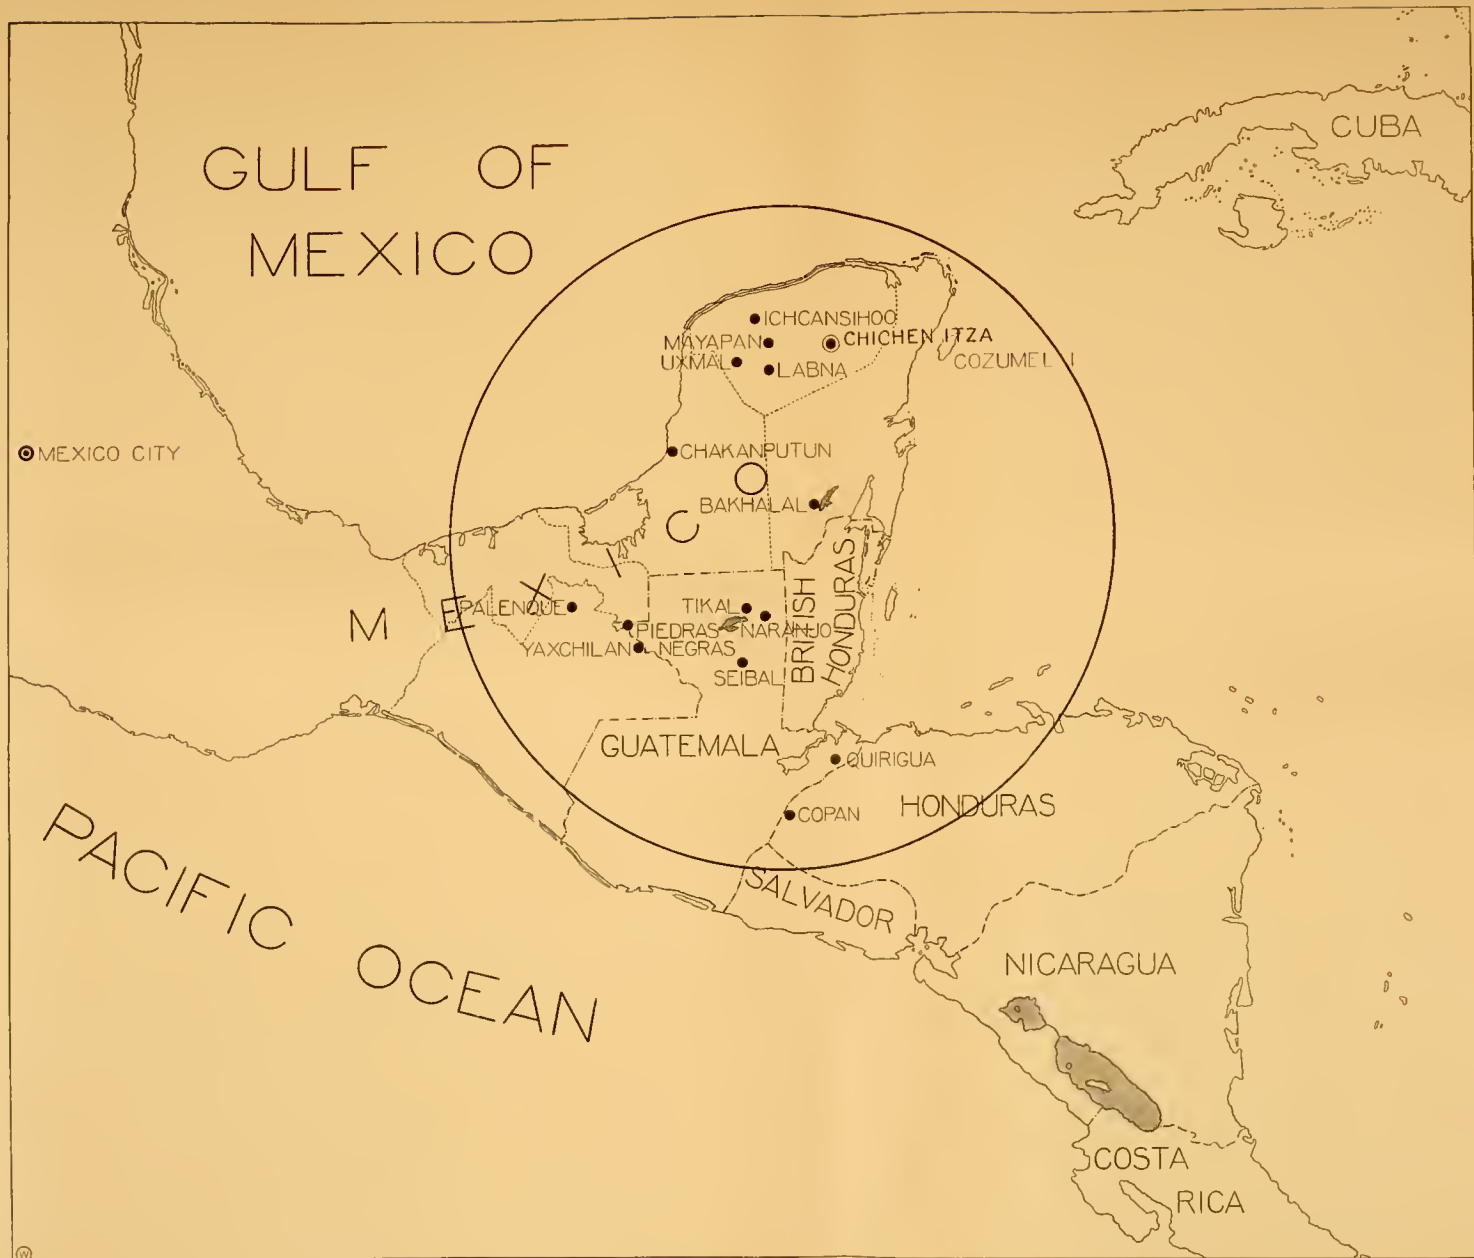 GULF OF
MEXICO
CUBA
ICHCANSIHOO
MAYAPAN
CHICHEN ITZA
UXMAL
LABNA
COZUMEL I
MEXICO CITY
CHAKANPUTUN
BAKHALAL
MEXICO
BRITISH
HONDURAS
PALENQUE
TIKAL
PIEDRAS
NEGRAS
NARANJO
YAXCHILAN
SEIBAL
GUATEMALA
QUIRIGUA
HONDURAS
COPAN
PACIFIC OCEAN
SALVADOR
NICARAGUA
COSTA
RICA
W